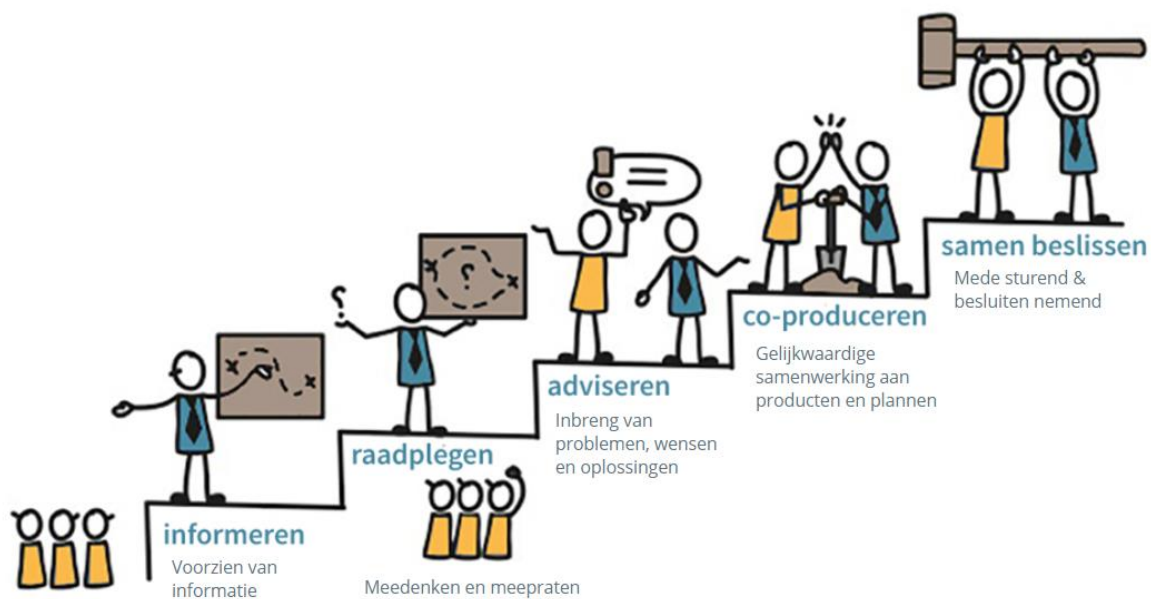 informeren
Voorzien van
informatie
raadplegen
Meedenken en meepraten
adviseren
Inbreng van
problemen, wensen
en oplossingen
co-produceren
Gelijkwaardige
samenwerking aan
producten en plannen
samen beslissen
Mede sturend &
besluiten nemend